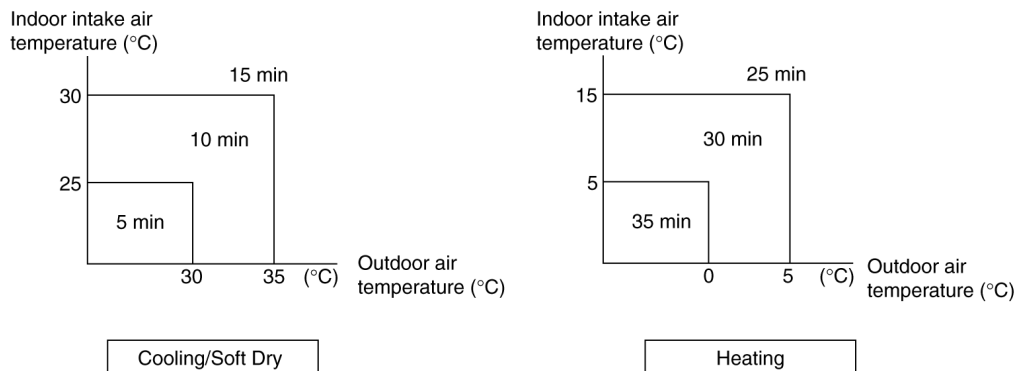 Indoor intake air
temperature (°C)
15 min
30
10 min
25
5 min
30 35 (°C)
Outdoor air
temperature (°C)
Cooling/Soft Dry
Indoor intake air
temperature (°C)
25 min
15
30 min
5
35 min
0 5 (°C)
Outdoor air
temperature (°C)
Heating